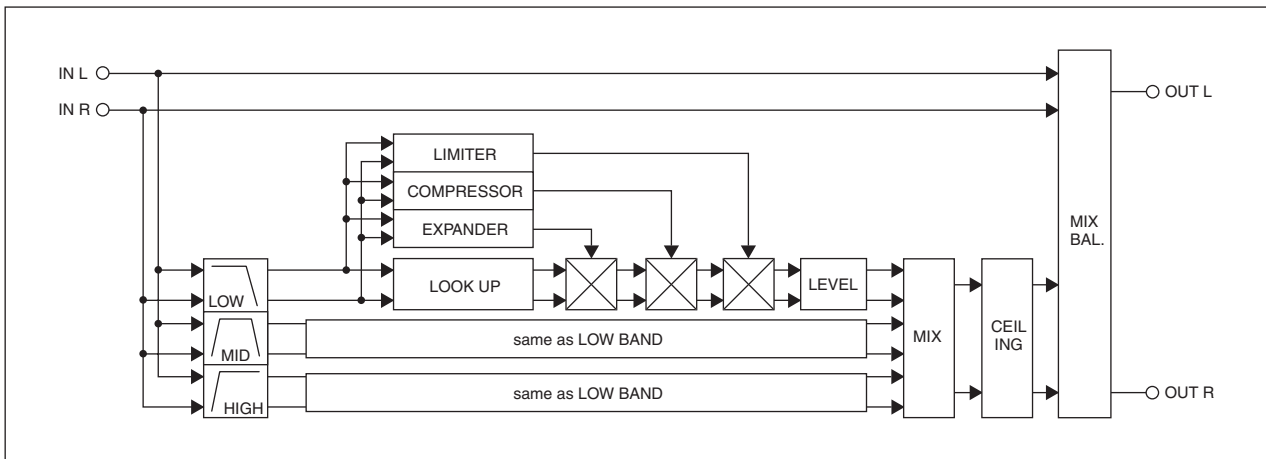 IN L
OUT L
IN R
LIMITER
COMPRESSOR
EXPANDER
MIX
BAL.
LOW
LOOK UP
LEVEL
MID
same as LOW BAND
MIX
CEIL
ING
HIGH
same as LOW BAND
OUT R